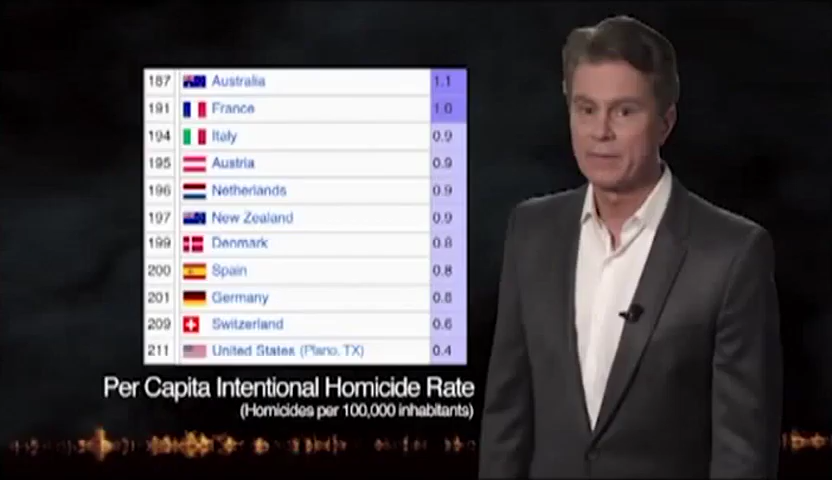 187 Australia 1.1
191 France 1.0
194 Italy 0.9
195 Austria 0.9
196 Netherlands 0.9
197 New Zealand 0.9
199 Denmark 0.8
200 Spain 0.8
201 Germany 0.8
209 Switzerland 0.6
211 United States (Plano, TX) 0.4
Per Capita Intentional Homicide Rate
(Homicides per 100,000 inhabitants)